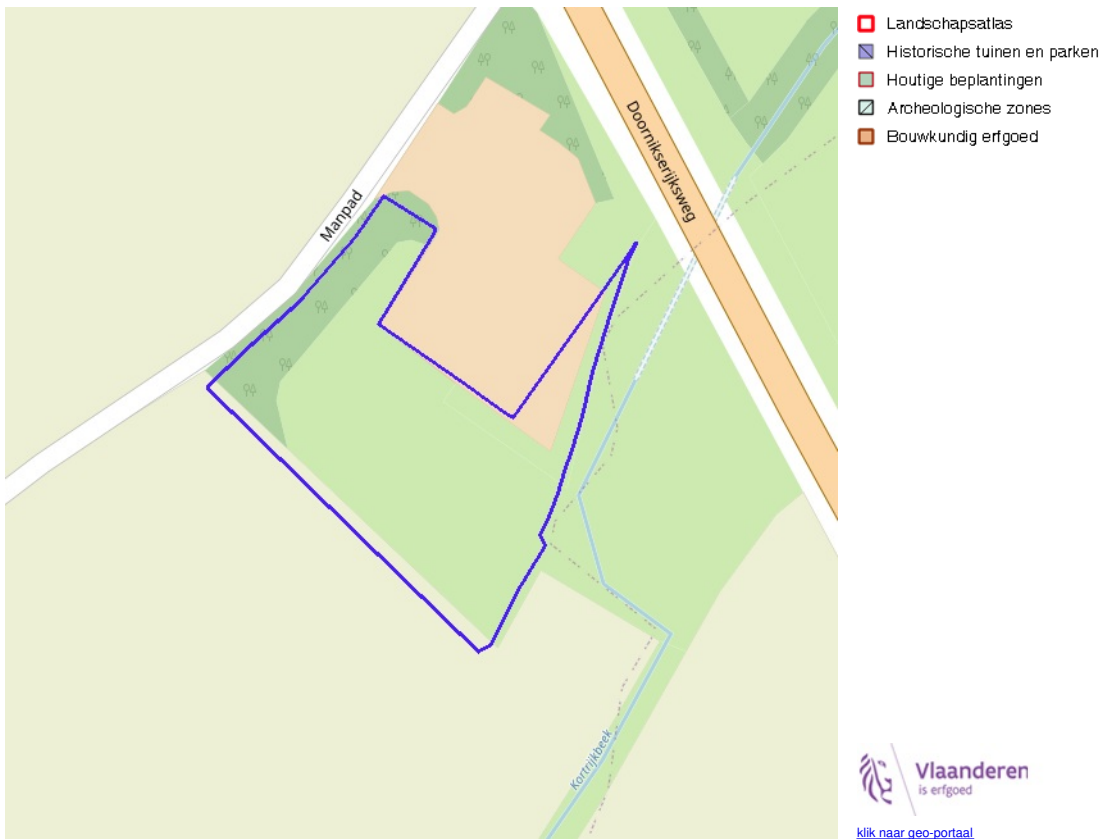 Landschapsatlas
Historische tuinen en parken
Houtige beplantingen
Archeologische zones
Bouwkundig erfgoed
Doornikserijksweg
Manpad
Kortrijkbeek
Vlaanderen
is erfgoed
klik naar geo-portaal